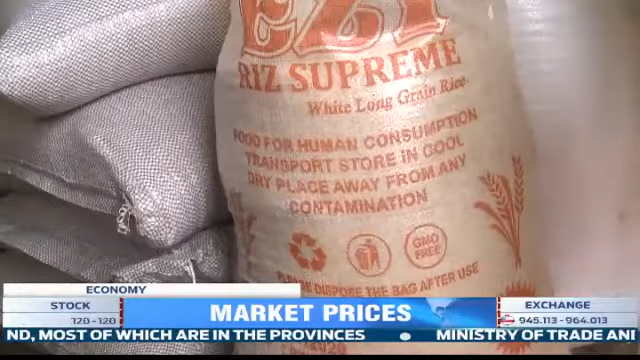 EZY
RIZ SUPREME
White Long Grain Rice
FOOD FOR HUMAN CONSUMPTION
TRANSPORT STORE IN COOL
DRY PLACE AWAY FROM ANY
CONTAMINATION
GMO
FREE
PLEASE DISPOSE THE BAG AFTER USE
ECONOMY
STOCK
120-120
MARKET PRICES
EXCHANGE
945.113-964.013
ND, MOST OF WHICH ARE IN THE PROVINCES
MINISTRY OF TRADE AND